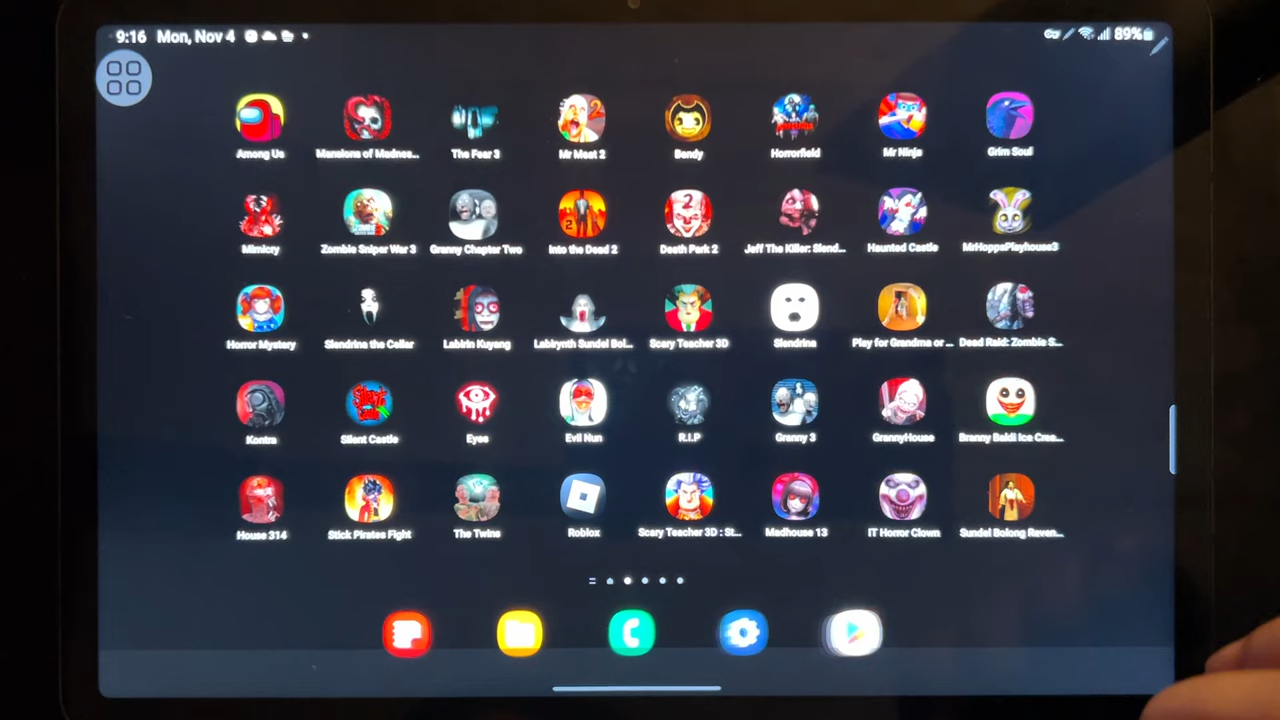 9:16 Mon, Nov 4 89%
Among Us Mansions of Madnes... The Fear 3 Mr Meat 2 Bendy Horrorfield Mr Ninja Grim Soul
Mimicry Zombie Sniper War 3 Granny Chapter Two Into the Dead 2 Death Park 2 Jeff The Killer: Slend... Haunted Castle MrHoppsPlayhouse3
Horror Mystery Slendrina the Cellar Labirin Kuyang Labyrinth Sundel Bol... Scary Teacher 3D Slendrina Play for Grandma or ... Dead Raid: Zombie S...
Kontra Silent Castle Eyes Evil Nun R.I.P Granny 3 GrannyHouse Branny Baldi Ice Crea...
House 314 Stick Pirates Fight The Twins Roblox Scary Teacher 3D : St... Madhouse 13 IT Horror Clown Sundel Bolong Reven...